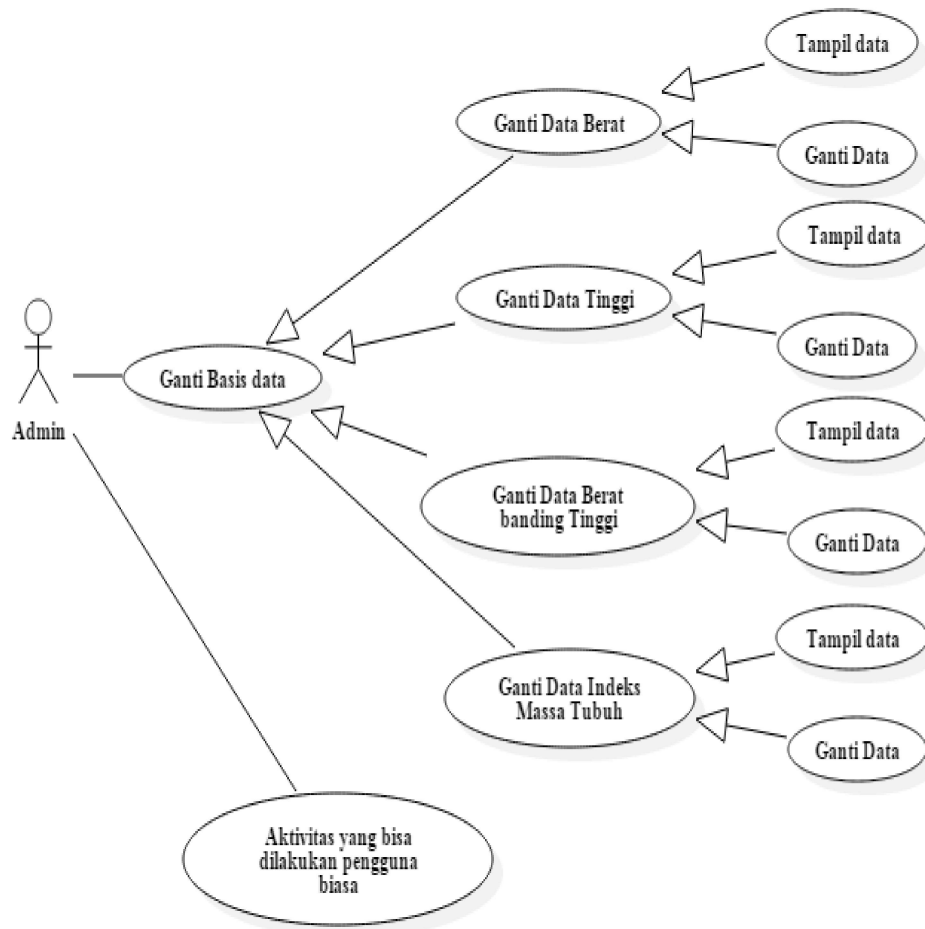 Tampil data
Ganti Data Berat
Ganti Data
Tampil data
Ganti Data Tinggi
Ganti Data
Ganti Basis data
Admin
Tampil data
Ganti Data Berat
banding Tinggi
Ganti Data
Tampil data
Ganti Data Indeks
Massa Tubuh
Ganti Data
Aktivitas yang bisa
dilakukan pengguna
biasa